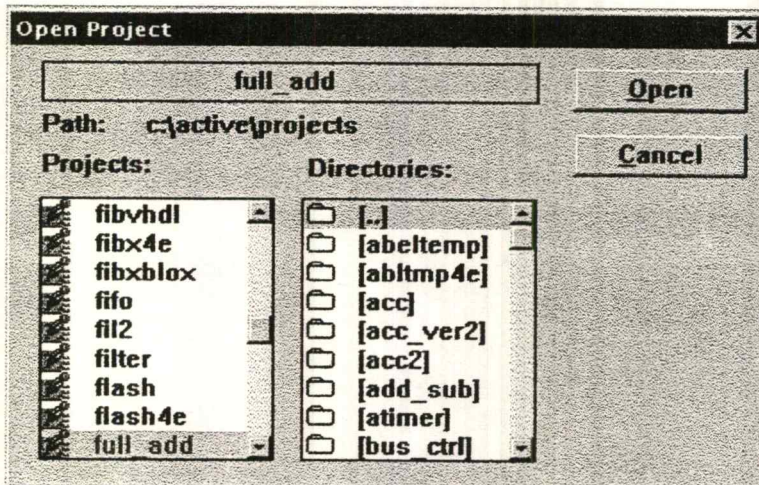 Open Project
full_add
Open
Path: c:\active\projects
Cancel
Projects:
Directories:
fibvhdl
fibx4e
fibxblox
fifo
fil2
filter
flash
flash4e
full_add
[..]
[abeltemp]
[abltmp4e]
[acc]
[acc_ver2]
[acc2]
[add_sub]
[atimer]
[bus_ctrl]